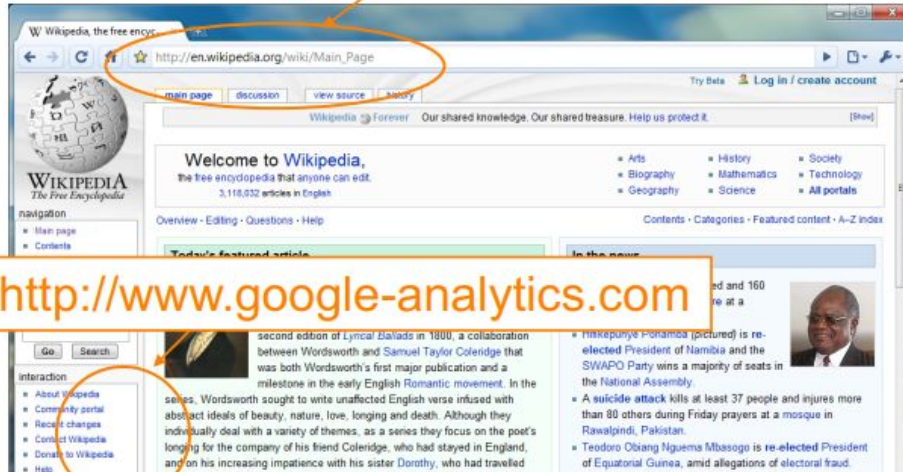 Wikipedia, the free encyc
http://en.wikipedia.org/wiki/Main_Page
Try Beta Log in / create account
main page discussion view source history
Wikipedia Forever Our shared knowledge. Our shared treasure. Help us protect it. [Show]
WIKIPEDIA
The Free Encyclopedia
Welcome to Wikipedia,
the free encyclopedia that anyone can edit.
3,118,032 articles in English
Arts
Biography
Geography
History
Mathematics
Science
Society
Technology
All portals
navigation
Main page
Contents
Overview · Editing · Questions · Help
Contents · Categories · Featured content · A–Z index
Today's featured article
In the news
http://www.google-analytics.com
Go Search
interaction
About Wikipedia
Community portal
Recent changes
Contact Wikipedia
Donate to Wikipedia
Help
second edition of Lyrical Ballads in 1800, a collaboration
between Wordsworth and Samuel Taylor Coleridge that
was both Wordsworth's first major publication and a
milestone in the early English Romantic movement. In the
series, Wordsworth sought to write unaffected English verse infused with
abstract ideals of beauty, nature, love, longing and death. Although they
individually deal with a variety of themes, as a series they focus on the poet's
longing for the company of his friend Coleridge, who had stayed in England,
and on his increasing impatience with his sister Dorothy, who had travelled
ed and 160
re at a
Hifikepunye Pohamba (pictured) is re-
elected President of Namibia and the
SWAPO Party wins a majority of seats in
the National Assembly.
A suicide attack kills at least 37 people and injures more
than 80 others during Friday prayers at a mosque in
Rawalpindi, Pakistan.
Teodoro Obiang Nguema Mbasogo is re-elected President
of Equatorial Guinea, amid allegations of electoral fraud.